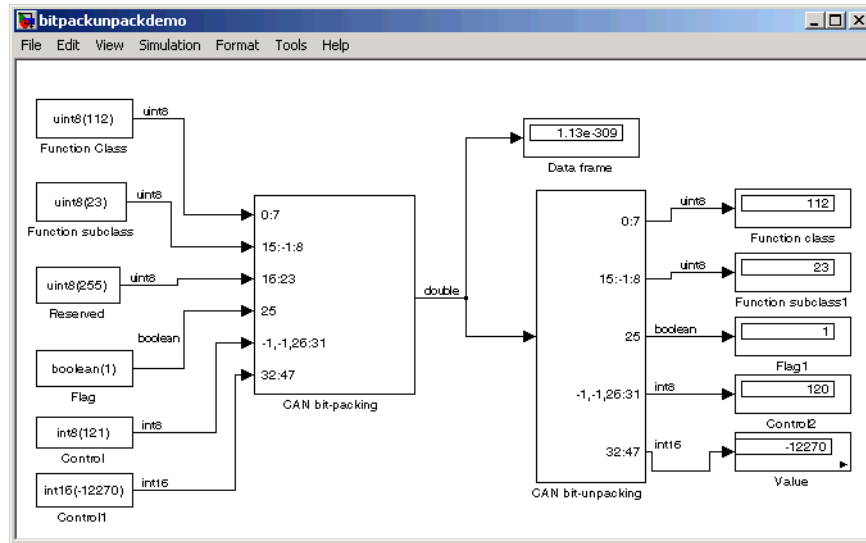 bitpackunpackdemo
File Edit View Simulation Format Tools Help
uint8(112)
uint8
Function Class
uint8(23)
uint8
Function subclass
uint8(255)
uint8
Reserved
boolean(1)
boolean
Flag
int8(121)
int8
Control
int16(-12270)
int16
Control1
0:7
15:-1:8
16:23
25
-1,-1,26:31
32:47
CAN bit-packing
double
1.13e-309
Data frame
0:7
15:-1:8
25
-1,-1,26:31
32:47
CAN bit-unpacking
uint8
112
Function class
uint8
23
Function subclass1
boolean
1
Flag1
int8
120
Control2
int16
-12270
Value